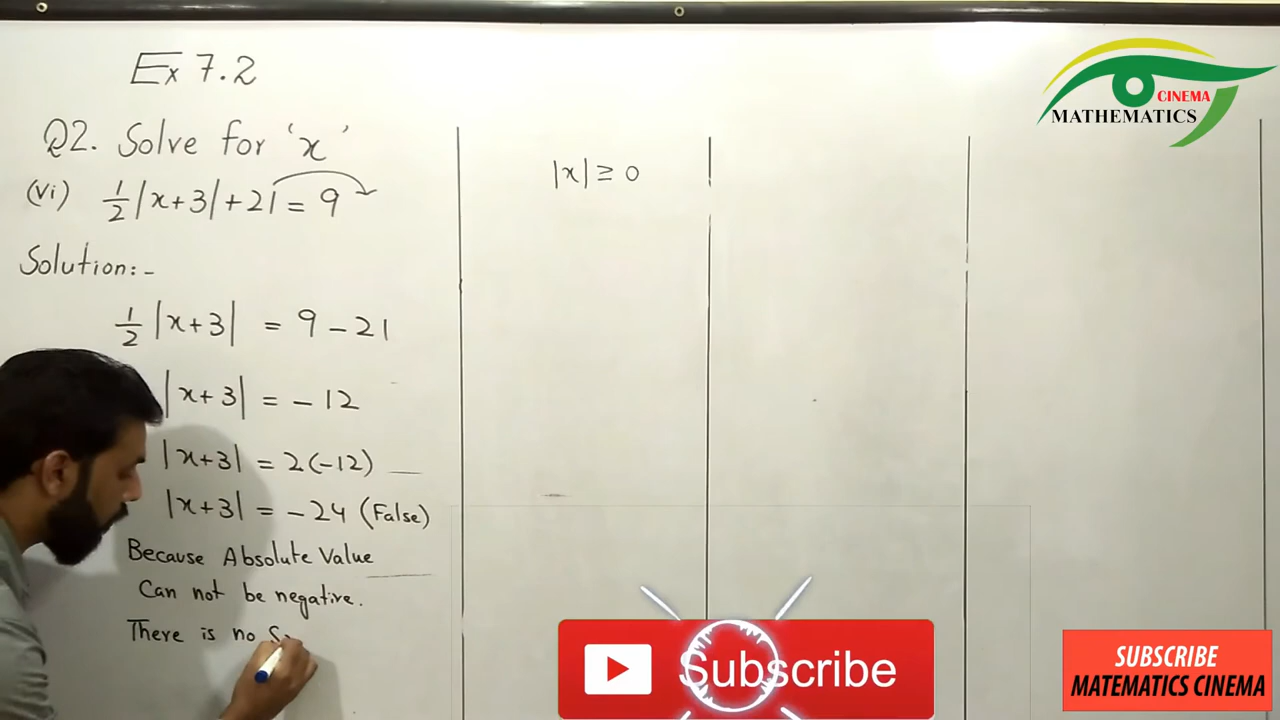 Ex 7.2
Q2. Solve for 'x'
(vi) 1/2 |x+3| + 21 = 9
Solution:-
1/2 |x+3| = 9 - 21
|x+3| = - 12
|x+3| = 2(-12)
|x+3| = - 24 (False)
Because Absolute Value
Can not be negative.
There is no
|x| ≥ 0
CINEMA
MATHEMATICS
Subscribe
SUBSCRIBE
MATEMATICS CINEMA